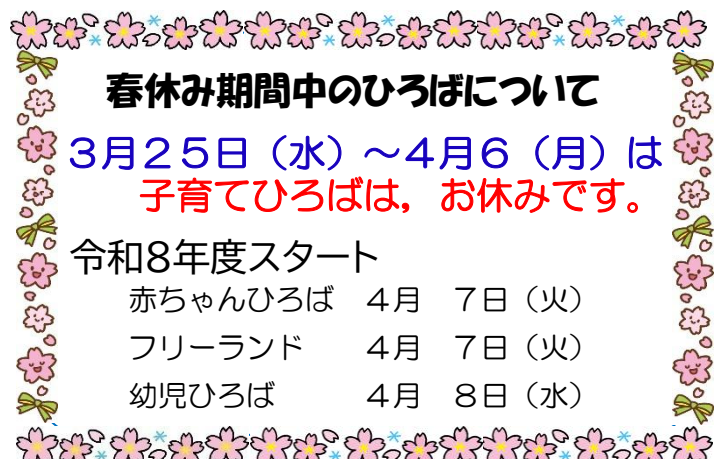 春休み期間中のひろばについて
３月２５日（水）～４月６（月）は
子育てひろばは，お休みです。
令和８年度スタート
赤ちゃんひろば　４月　７日（火）
フリーランド　　４月　７日（火）
幼児ひろば　　　４月　８日（水）